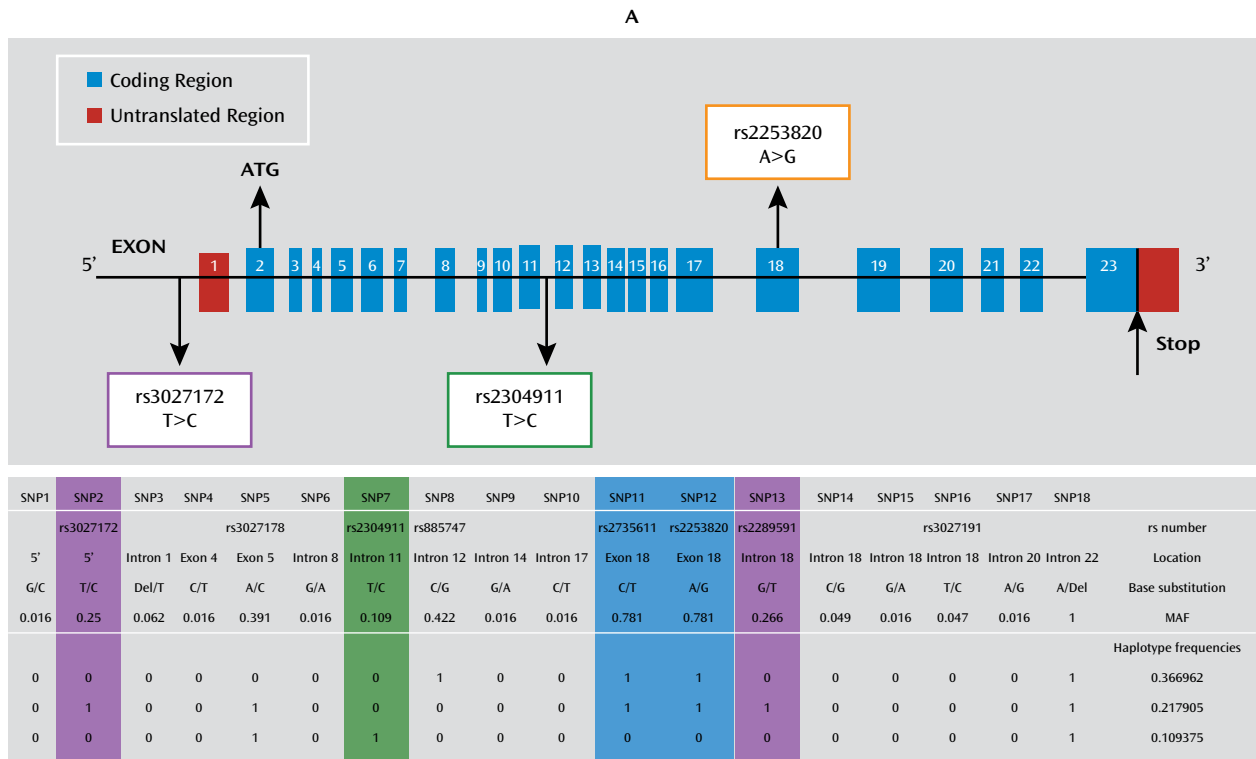 A
Coding Region
Untranslated Region
rs2253820
A>G
ATG
EXON
5’
1 2 3 4 5 6 7 8 9 10 11 12 13 14 15 16 17 18 19 20 21 22 23
3’
Stop
rs3027172
T>C
rs2304911
T>C
SNP1 SNP2 SNP3 SNP4 SNP5 SNP6 SNP7 SNP8 SNP9 SNP10 SNP11 SNP12 SNP13 SNP14 SNP15 SNP16 SNP17 SNP18
rs3027172 rs3027178 rs2304911 rs885747 rs2735611 rs2253820 rs2289591 rs3027191 rs number
5’ 5’ Intron 1 Exon 4 Exon 5 Intron 8 Intron 11 Intron 12 Intron 14 Intron 17 Exon 18 Exon 18 Intron 18 Intron 18 Intron 18 Intron 18 Intron 20 Intron 22 Location
G/C T/C Del/T C/T A/C G/A T/C C/G G/A C/T C/T A/G G/T C/G G/A T/C A/G A/Del Base substitution
0.016 0.25 0.062 0.016 0.391 0.016 0.109 0.422 0.016 0.016 0.781 0.781 0.266 0.049 0.016 0.047 0.016 1 MAF
Haplotype frequencies
0 0 0 0 0 0 0 1 0 0 1 1 0 0 0 0 0 1 0.366962
0 1 0 0 1 0 0 0 0 0 1 1 1 0 0 0 0 1 0.217905
0 0 0 0 1 0 1 0 0 0 0 0 0 0 0 0 0 1 0.109375